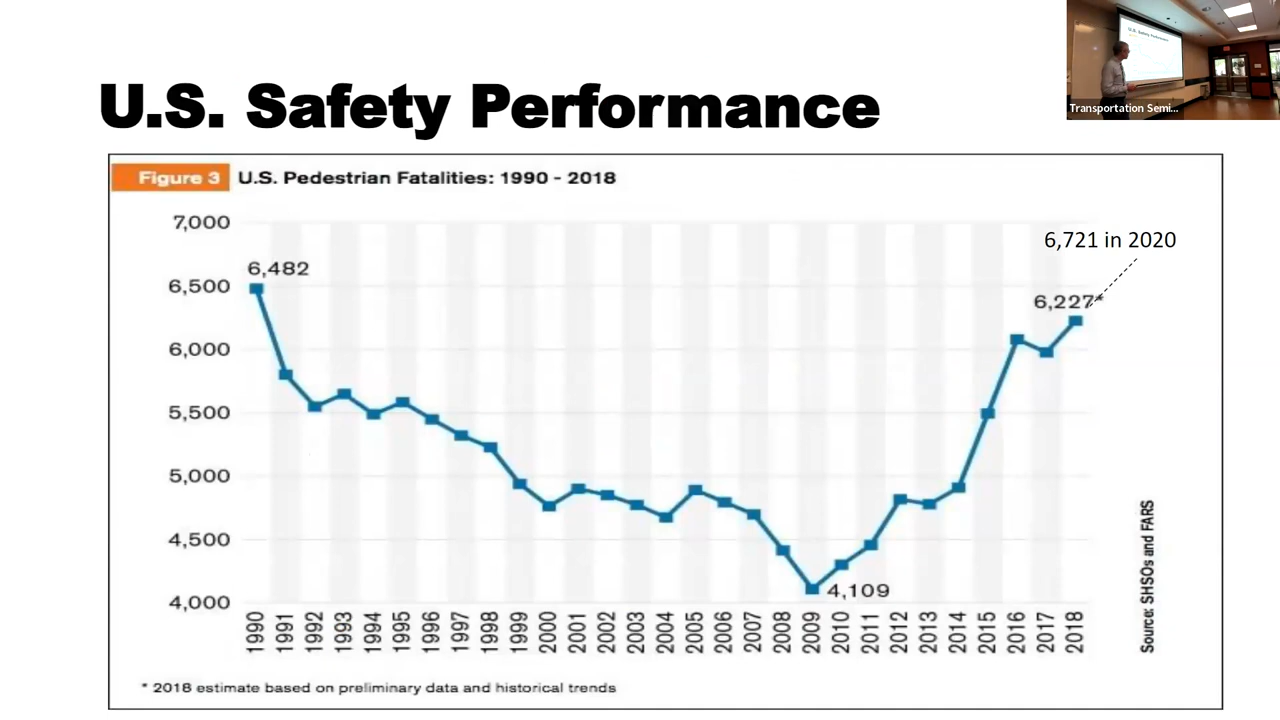 U.S. Safety Performance
Transportation Semi...
U.S. Safety Performance
Figure 3 U.S. Pedestrian Fatalities: 1990 - 2018
7,000
6,500
6,000
5,500
5,000
4,500
4,000
6,482
4,109
6,227*
6,721 in 2020
1990 1991 1992 1993 1994 1995 1996 1997 1998 1999 2000 2001 2002 2003 2004 2005 2006 2007 2008 2009 2010 2011 2012 2013 2014 2015 2016 2017 2018
Source: SHSOs and FARS
* 2018 estimate based on preliminary data and historical trends